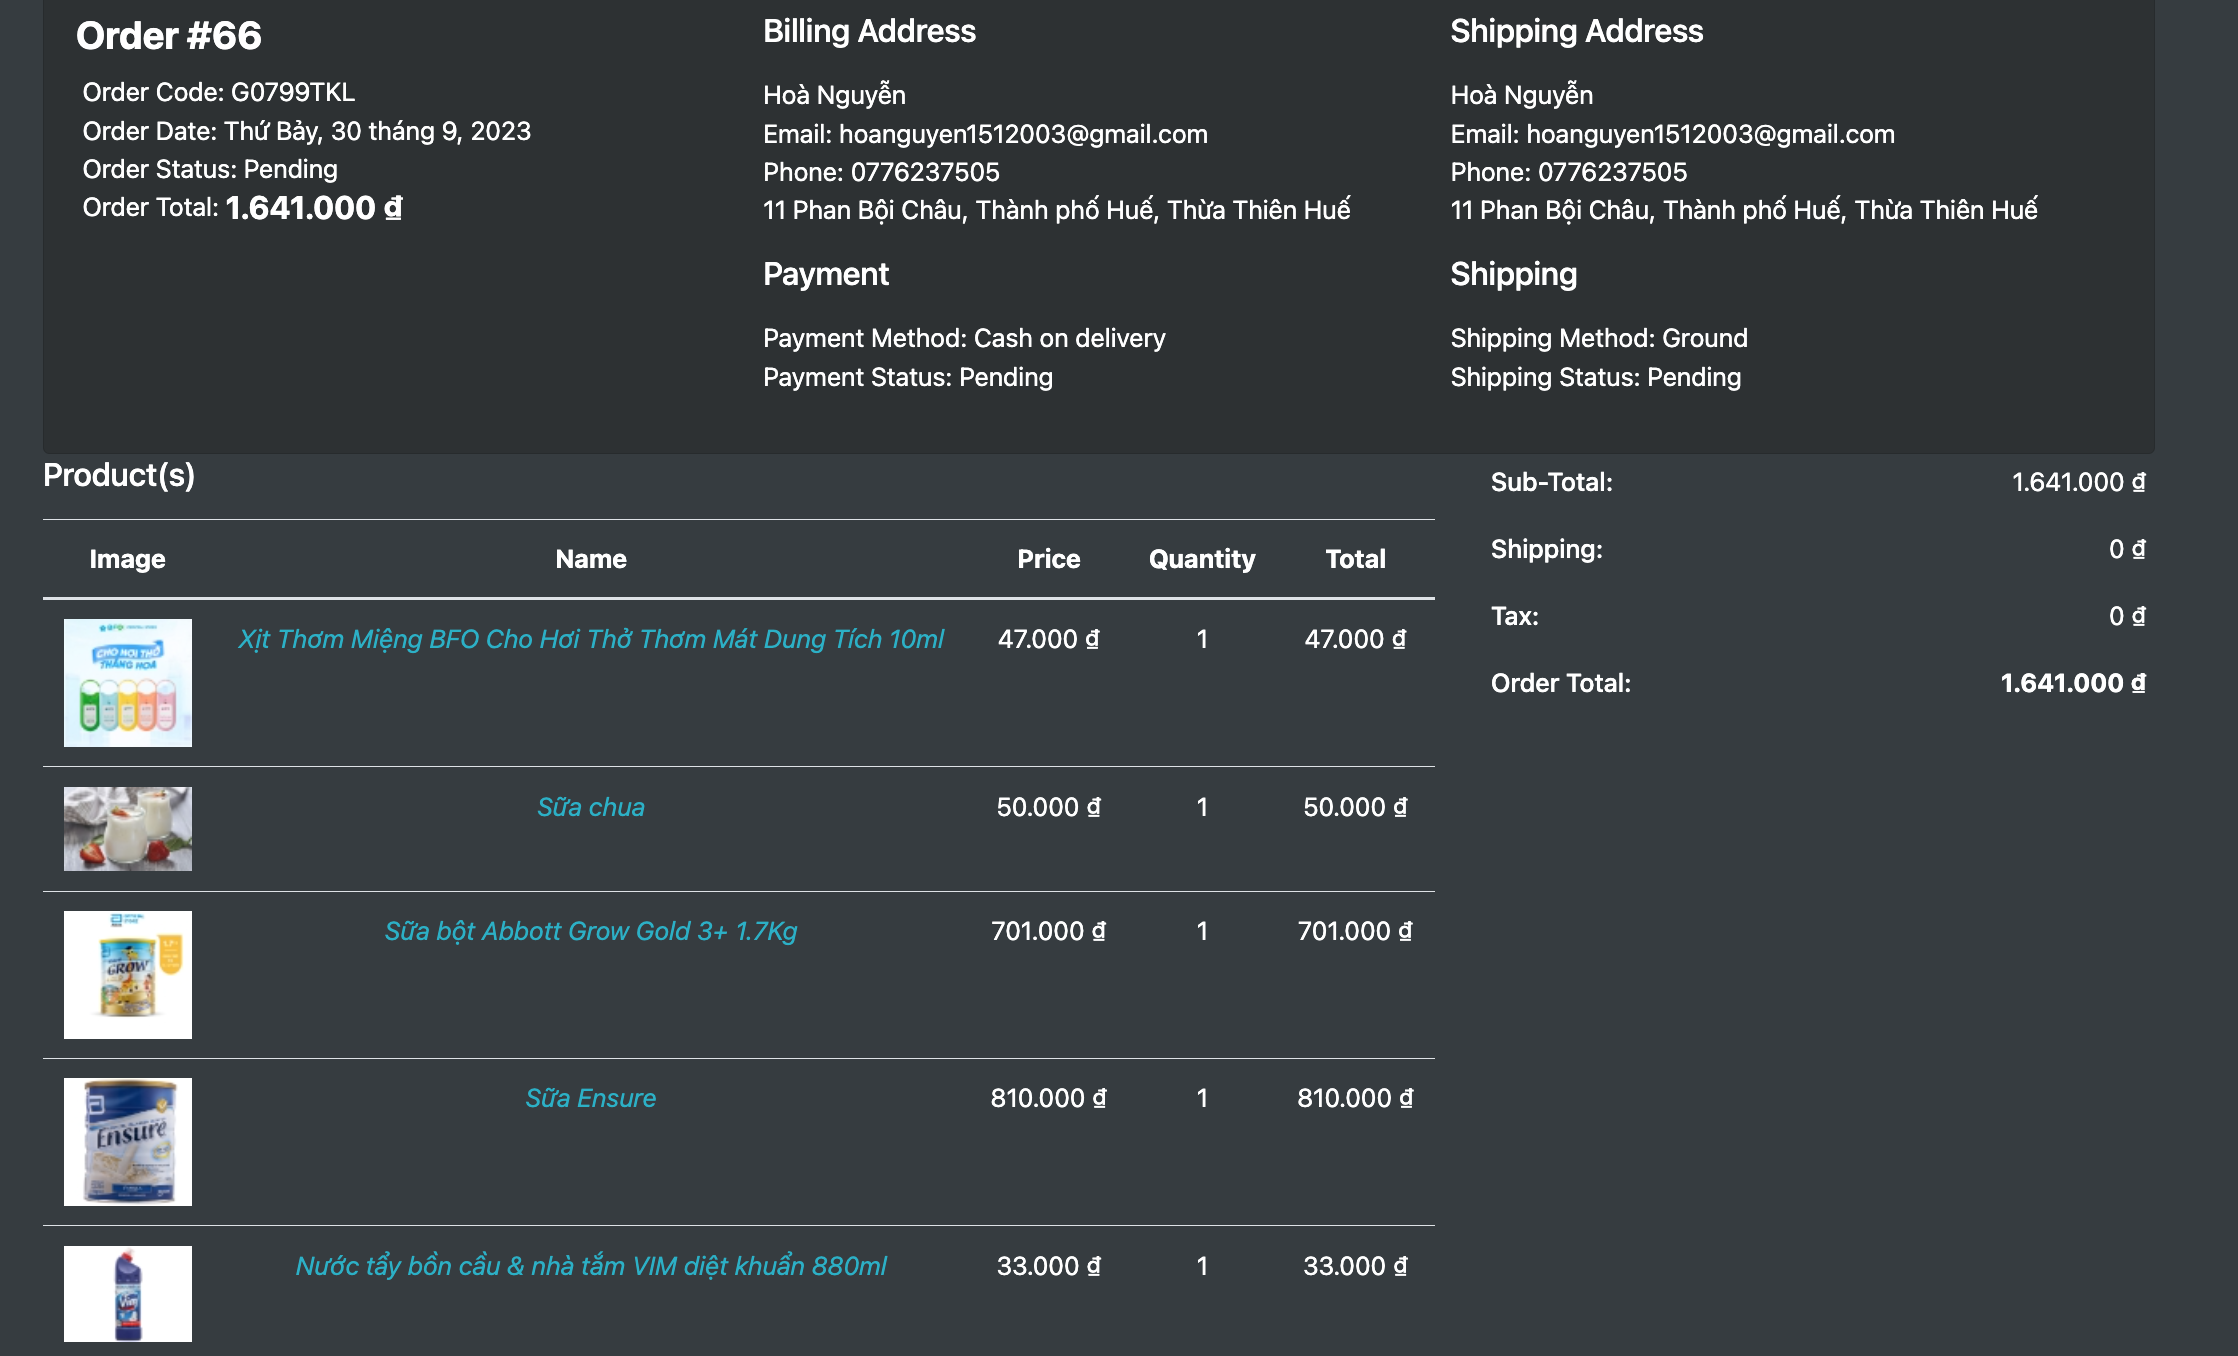 Order #66
Order Code: G0799TKL
Order Date: Thứ Bảy, 30 tháng 9, 2023
Order Status: Pending
Order Total: 1.641.000 ₫
Billing Address
Hoà Nguyễn
Email: hoanguyen1512003@gmail.com
Phone: 0776237505
11 Phan Bội Châu, Thành phố Huế, Thừa Thiên Huế
Payment
Payment Method: Cash on delivery
Payment Status: Pending
Shipping Address
Hoà Nguyễn
Email: hoanguyen1512003@gmail.com
Phone: 0776237505
11 Phan Bội Châu, Thành phố Huế, Thừa Thiên Huế
Shipping
Shipping Method: Ground
Shipping Status: Pending
Product(s)
Image Name Price Quantity Total
CHO HƠI THỞ
THĂNG HOA
Xịt Thơm Miệng BFO Cho Hơi Thở Thơm Mát Dung Tích 10ml 47.000 ₫ 1 47.000 ₫
Sữa chua 50.000 ₫ 1 50.000 ₫
GROW
Sữa bột Abbott Grow Gold 3+ 1.7Kg 701.000 ₫ 1 701.000 ₫
Ensure
Sữa Ensure 810.000 ₫ 1 810.000 ₫
Vim
Nước tẩy bồn cầu & nhà tắm VIM diệt khuẩn 880ml 33.000 ₫ 1 33.000 ₫
Sub-Total: 1.641.000 ₫
Shipping: 0 ₫
Tax: 0 ₫
Order Total: 1.641.000 ₫